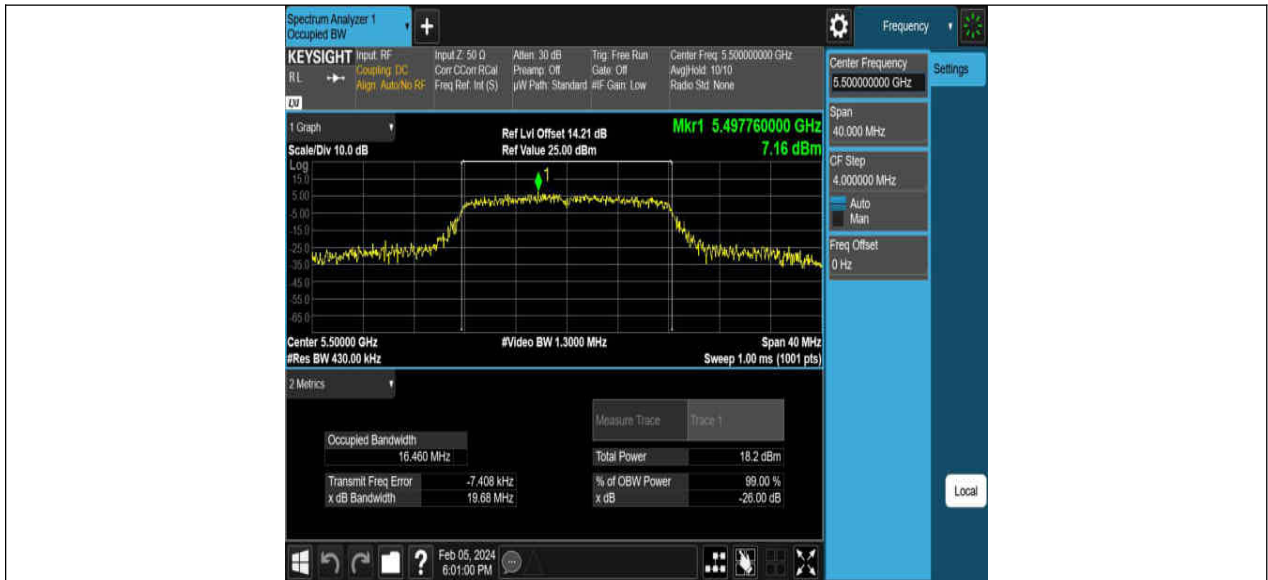 Spectrum Analyzer 1
Occupied BW
+
Frequency
KEYSIGHT
RL
LXI
Input: RF
Coupling: DC
Align: Auto/No RF
Input Z: 50 Ω
Corr CCorr RCal
Freq Ref: Int (S)
Atten: 30 dB
Preamp: Off
µW Path: Standard
Trig: Free Run
Gate: Off
#IF Gain: Low
Center Freq: 5.500000000 GHz
Avg|Hold: 10/10
Radio Std: None
Center Frequency
5.500000000 GHz
Settings
Span
40.000 MHz
CF Step
4.000000 MHz
Auto
Man
Freq Offset
0 Hz
Local
1 Graph
Scale/Div 10.0 dB
Ref Lvl Offset 14.21 dB
Ref Value 25.00 dBm
Mkr1 5.497760000 GHz
7.16 dBm
Log
15.0
5.00
-5.00
-15.0
-25.0
-35.0
-45.0
-55.0
-65.0
1
Center 5.50000 GHz
#Res BW 430.00 kHz
#Video BW 1.3000 MHz
Span 40 MHz
Sweep 1.00 ms (1001 pts)
2 Metrics
Measure Trace Trace 1
Occupied Bandwidth
16.460 MHz
Total Power 18.2 dBm
Transmit Freq Error -7.408 kHz
% of OBW Power 99.00 %
x dB Bandwidth 19.68 MHz
x dB -26.00 dB
?
Feb 05, 2024
6:01:00 PM